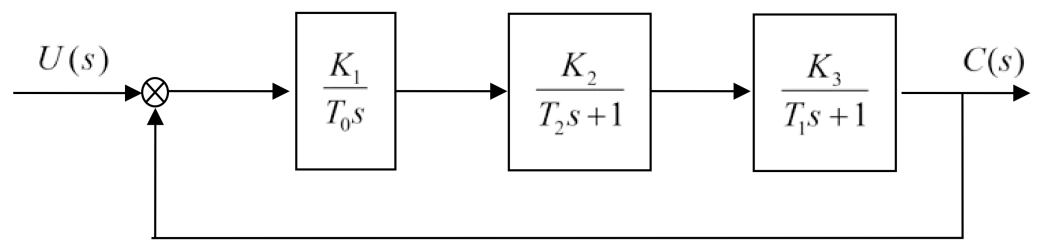 U(s)
K₁
T₀s
K₂
T₂s+1
K₃
T₁s+1
C(s)